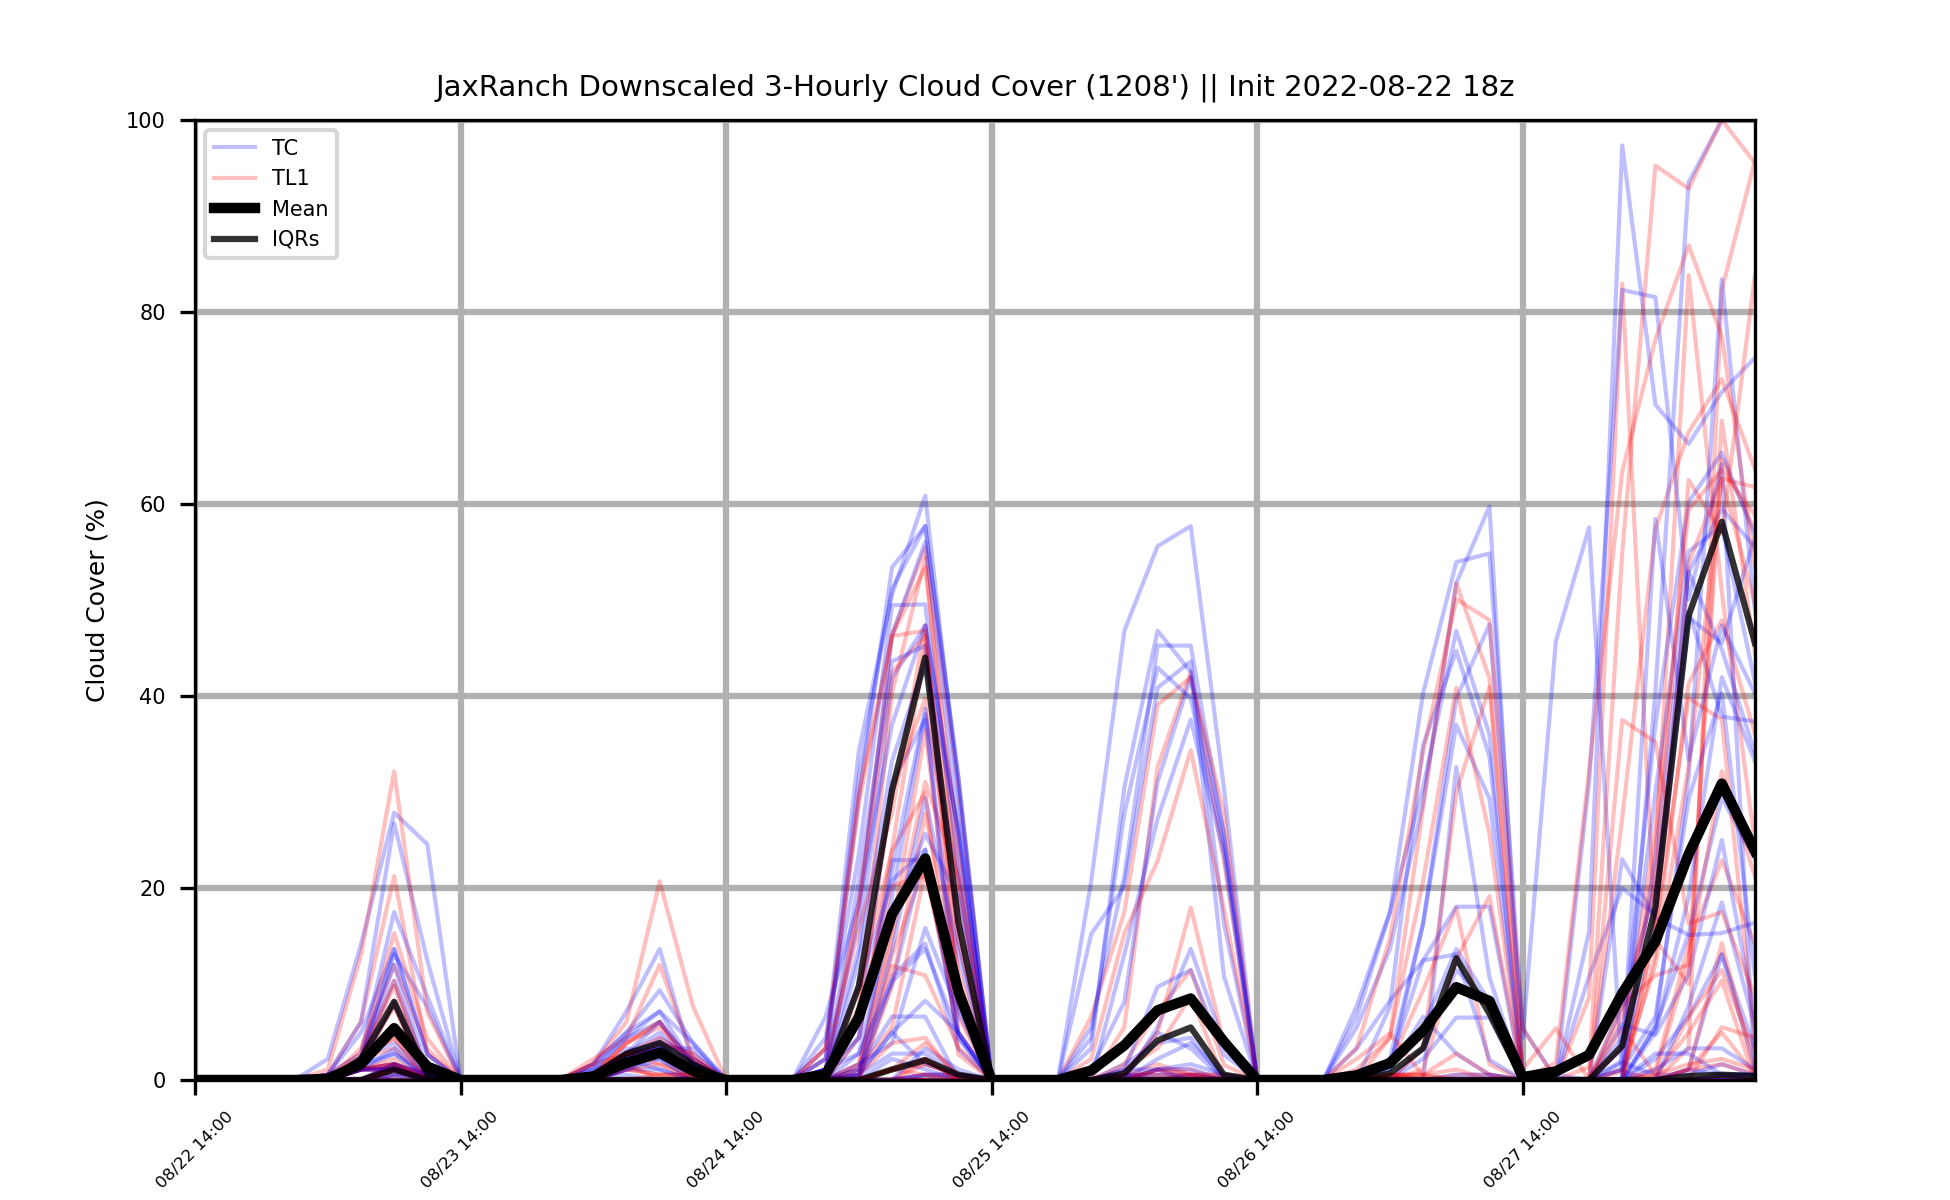 JaxRanch Downscaled 3-Hourly Cloud Cover (1208') || Init 2022-08-22 18z
100
80
60
40
20
0
Cloud Cover (%)
TC
TL1
Mean
IQRs
08/22 14:00
08/23 14:00
08/24 14:00
08/25 14:00
08/26 14:00
08/27 14:00